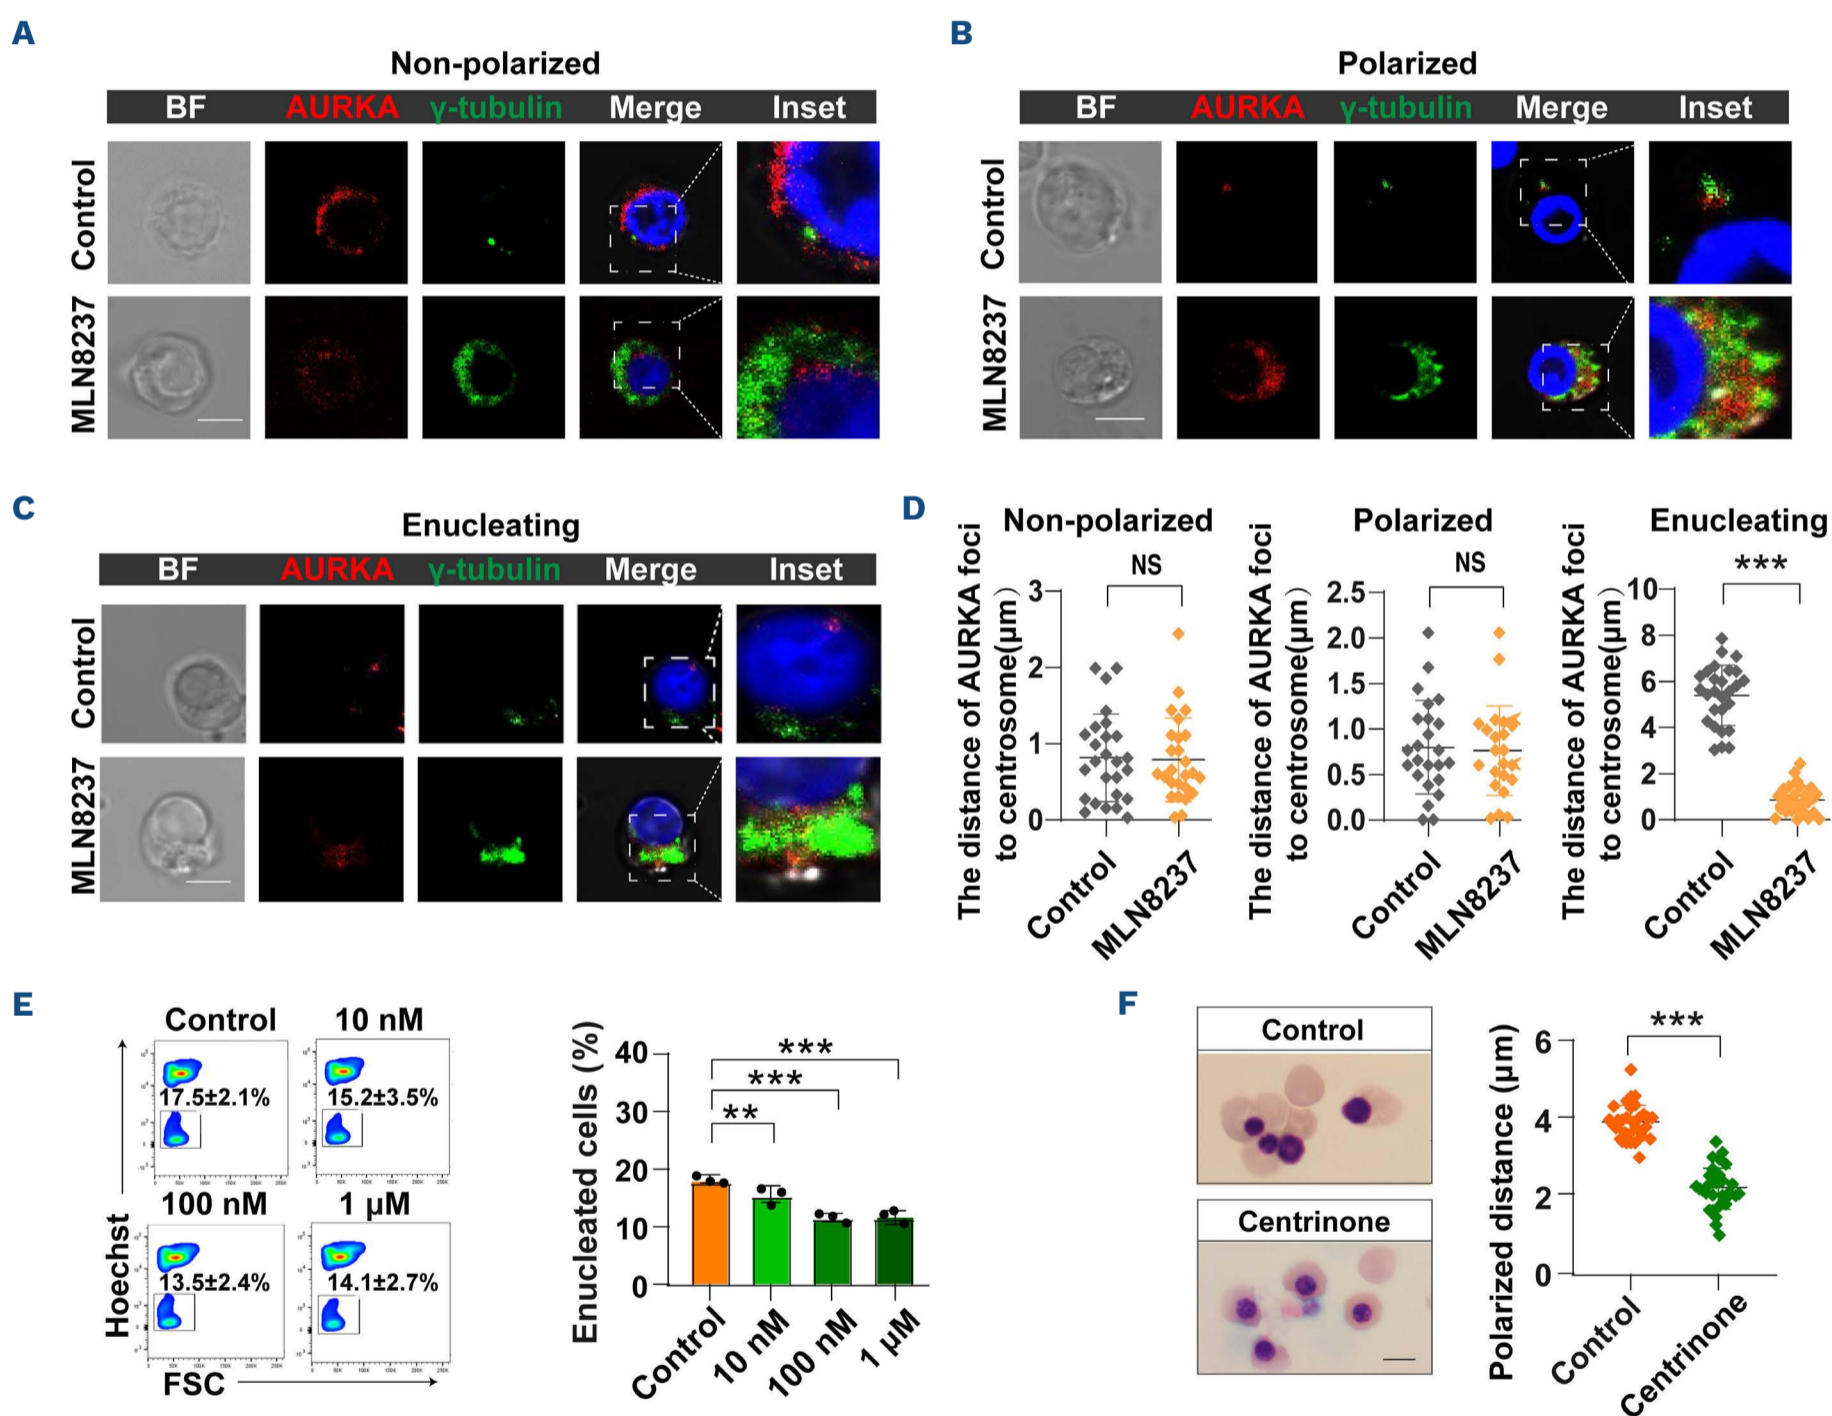 A
Non-polarized
BF AURKA γ-tubulin Merge Inset
Control
MLN8237
B
Polarized
BF AURKA γ-tubulin Merge Inset
Control
MLN8237
C
Enucleating
BF AURKA γ-tubulin Merge Inset
Control
MLN8237
D
Non-polarized
The distance of AURKA foci
to centrosome(μm)
NS
3
2
1
0
Control
MLN8237
Polarized
The distance of AURKA foci
to centrosome(μm)
NS
2.5
2.0
1.5
1.0
0.5
0.0
Control
MLN8237
Enucleating
The distance of AURKA foci
to centrosome(μm)
***
10
8
6
4
2
0
Control
MLN8237
E
Control
17.5±2.1%
10 nM
15.2±3.5%
100 nM
13.5±2.4%
1 μM
14.1±2.7%
Hoechst
FSC
Enucleated cells (%)
***
***
**
40
30
20
10
0
Control
10 nM
100 nM
1 μM
F
Control
Centrinone
Polarized distance (μm)
***
6
4
2
0
Control
Centrinone